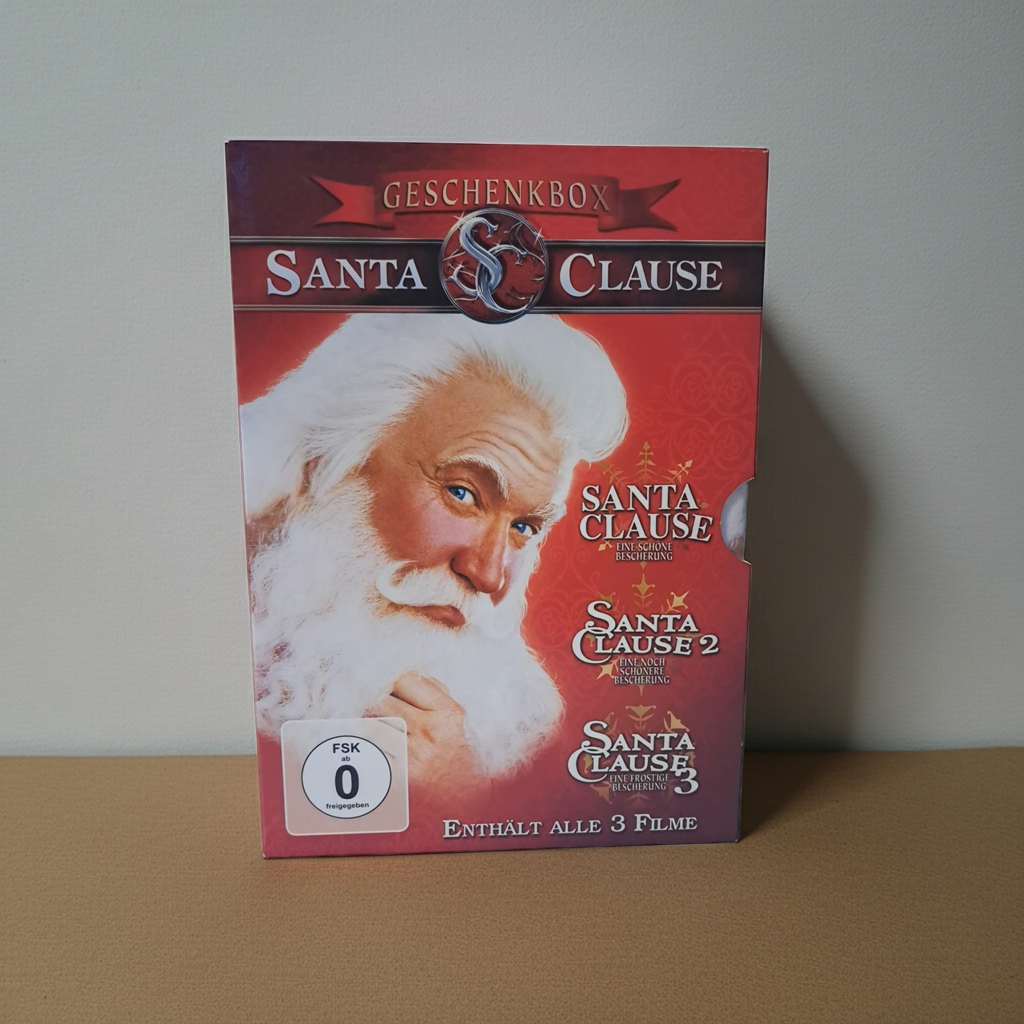 GESCHENKBOX
SANTA SC CLAUSE
SANTA
CLAUSE
EINE SCHÖNE
BESCHERUNG
SANTA
CLAUSE 2
EINE NOCH
SCHÖNERE
BESCHERUNG
SANTA
CLAUSE 3
EINE FROSTIGE
BESCHERUNG
FSK
ab
0
freigegeben
ENTHÄLT ALLE 3 FILME